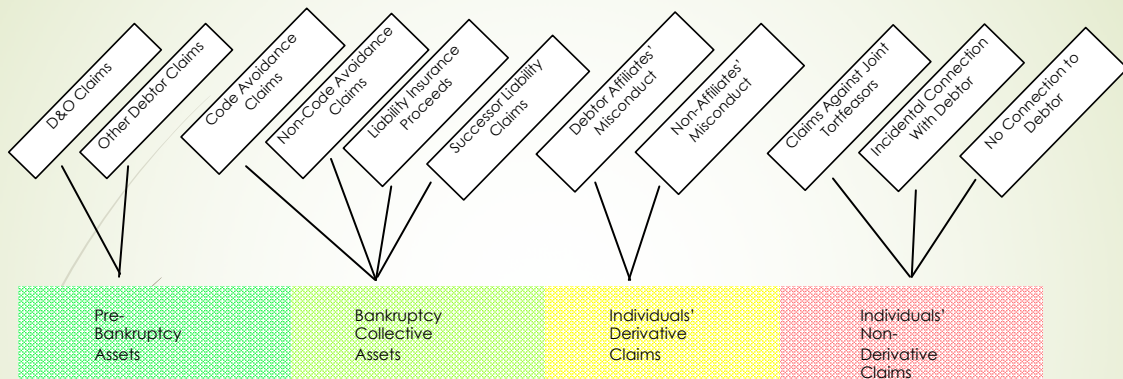 D&O Claims
Other Debtor Claims
Code Avoidance
Claims
Non-Code Avoidance
Claims
Liability Insurance
Proceeds
Successor Liability
Claims
Debtor Affiliates’
Misconduct
Non-Affiliates’
Misconduct
Claims Against Joint
Tortfeasors
Incidental Connection
With Debtor
No Connection to
Debtor
Pre-
Bankruptcy
Assets
Bankruptcy
Collective
Assets
Individuals’
Derivative
Claims
Individuals’
Non-
Derivative
Claims